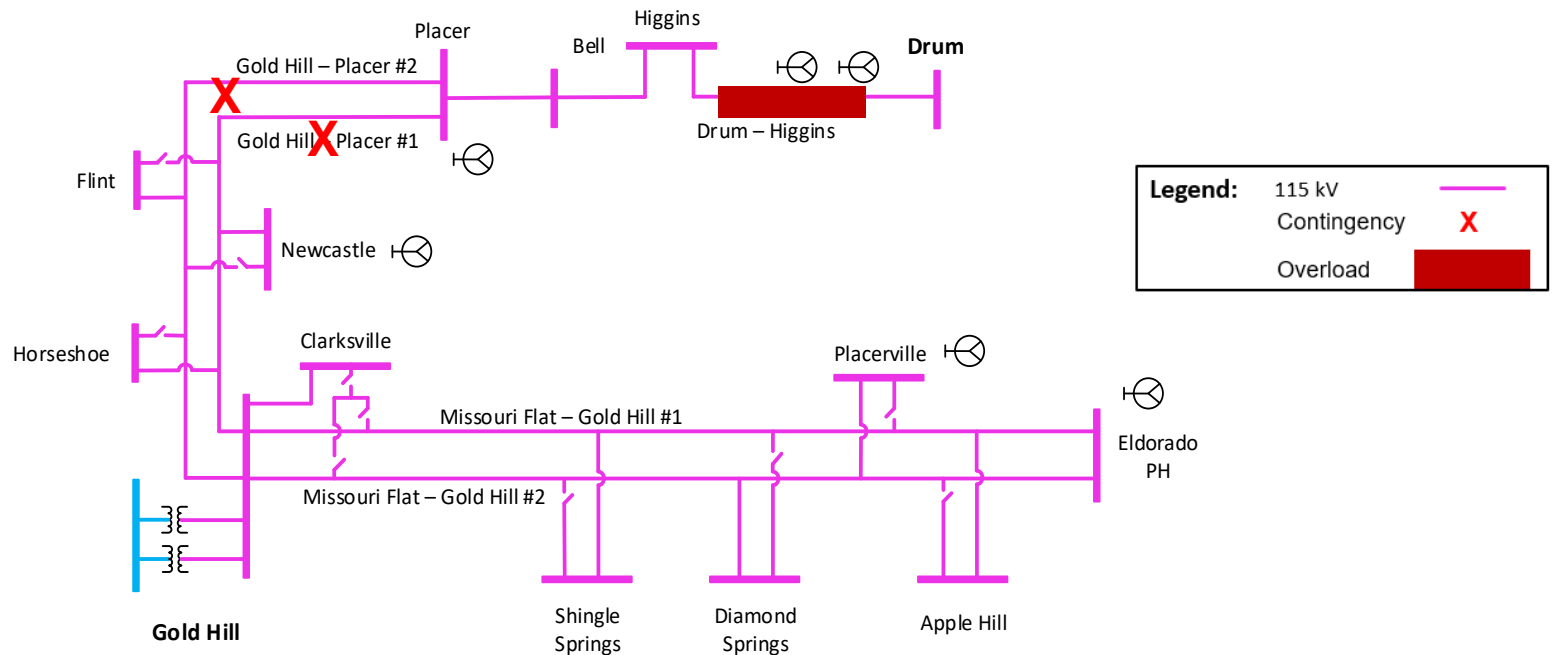 Higgins
Placer
Bell
Drum
Gold Hill – Placer #2
Gold Hill – Placer #1
Drum – Higgins
Flint
Legend:
115 kV
Contingency
X
Overload
Newcastle
Clarksville
Horseshoe
Placerville
Missouri Flat – Gold Hill #1
Eldorado
PH
Missouri Flat – Gold Hill #2
Shingle
Springs
Diamond
Springs
Apple Hill
Gold Hill